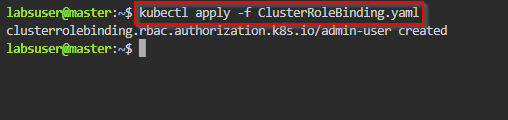 labsuser@master:~$ kubectl apply -f ClusterRoleBinding.yaml
clusterrolebinding.rbac.authorization.k8s.io/admin-user created
labsuser@master:~$